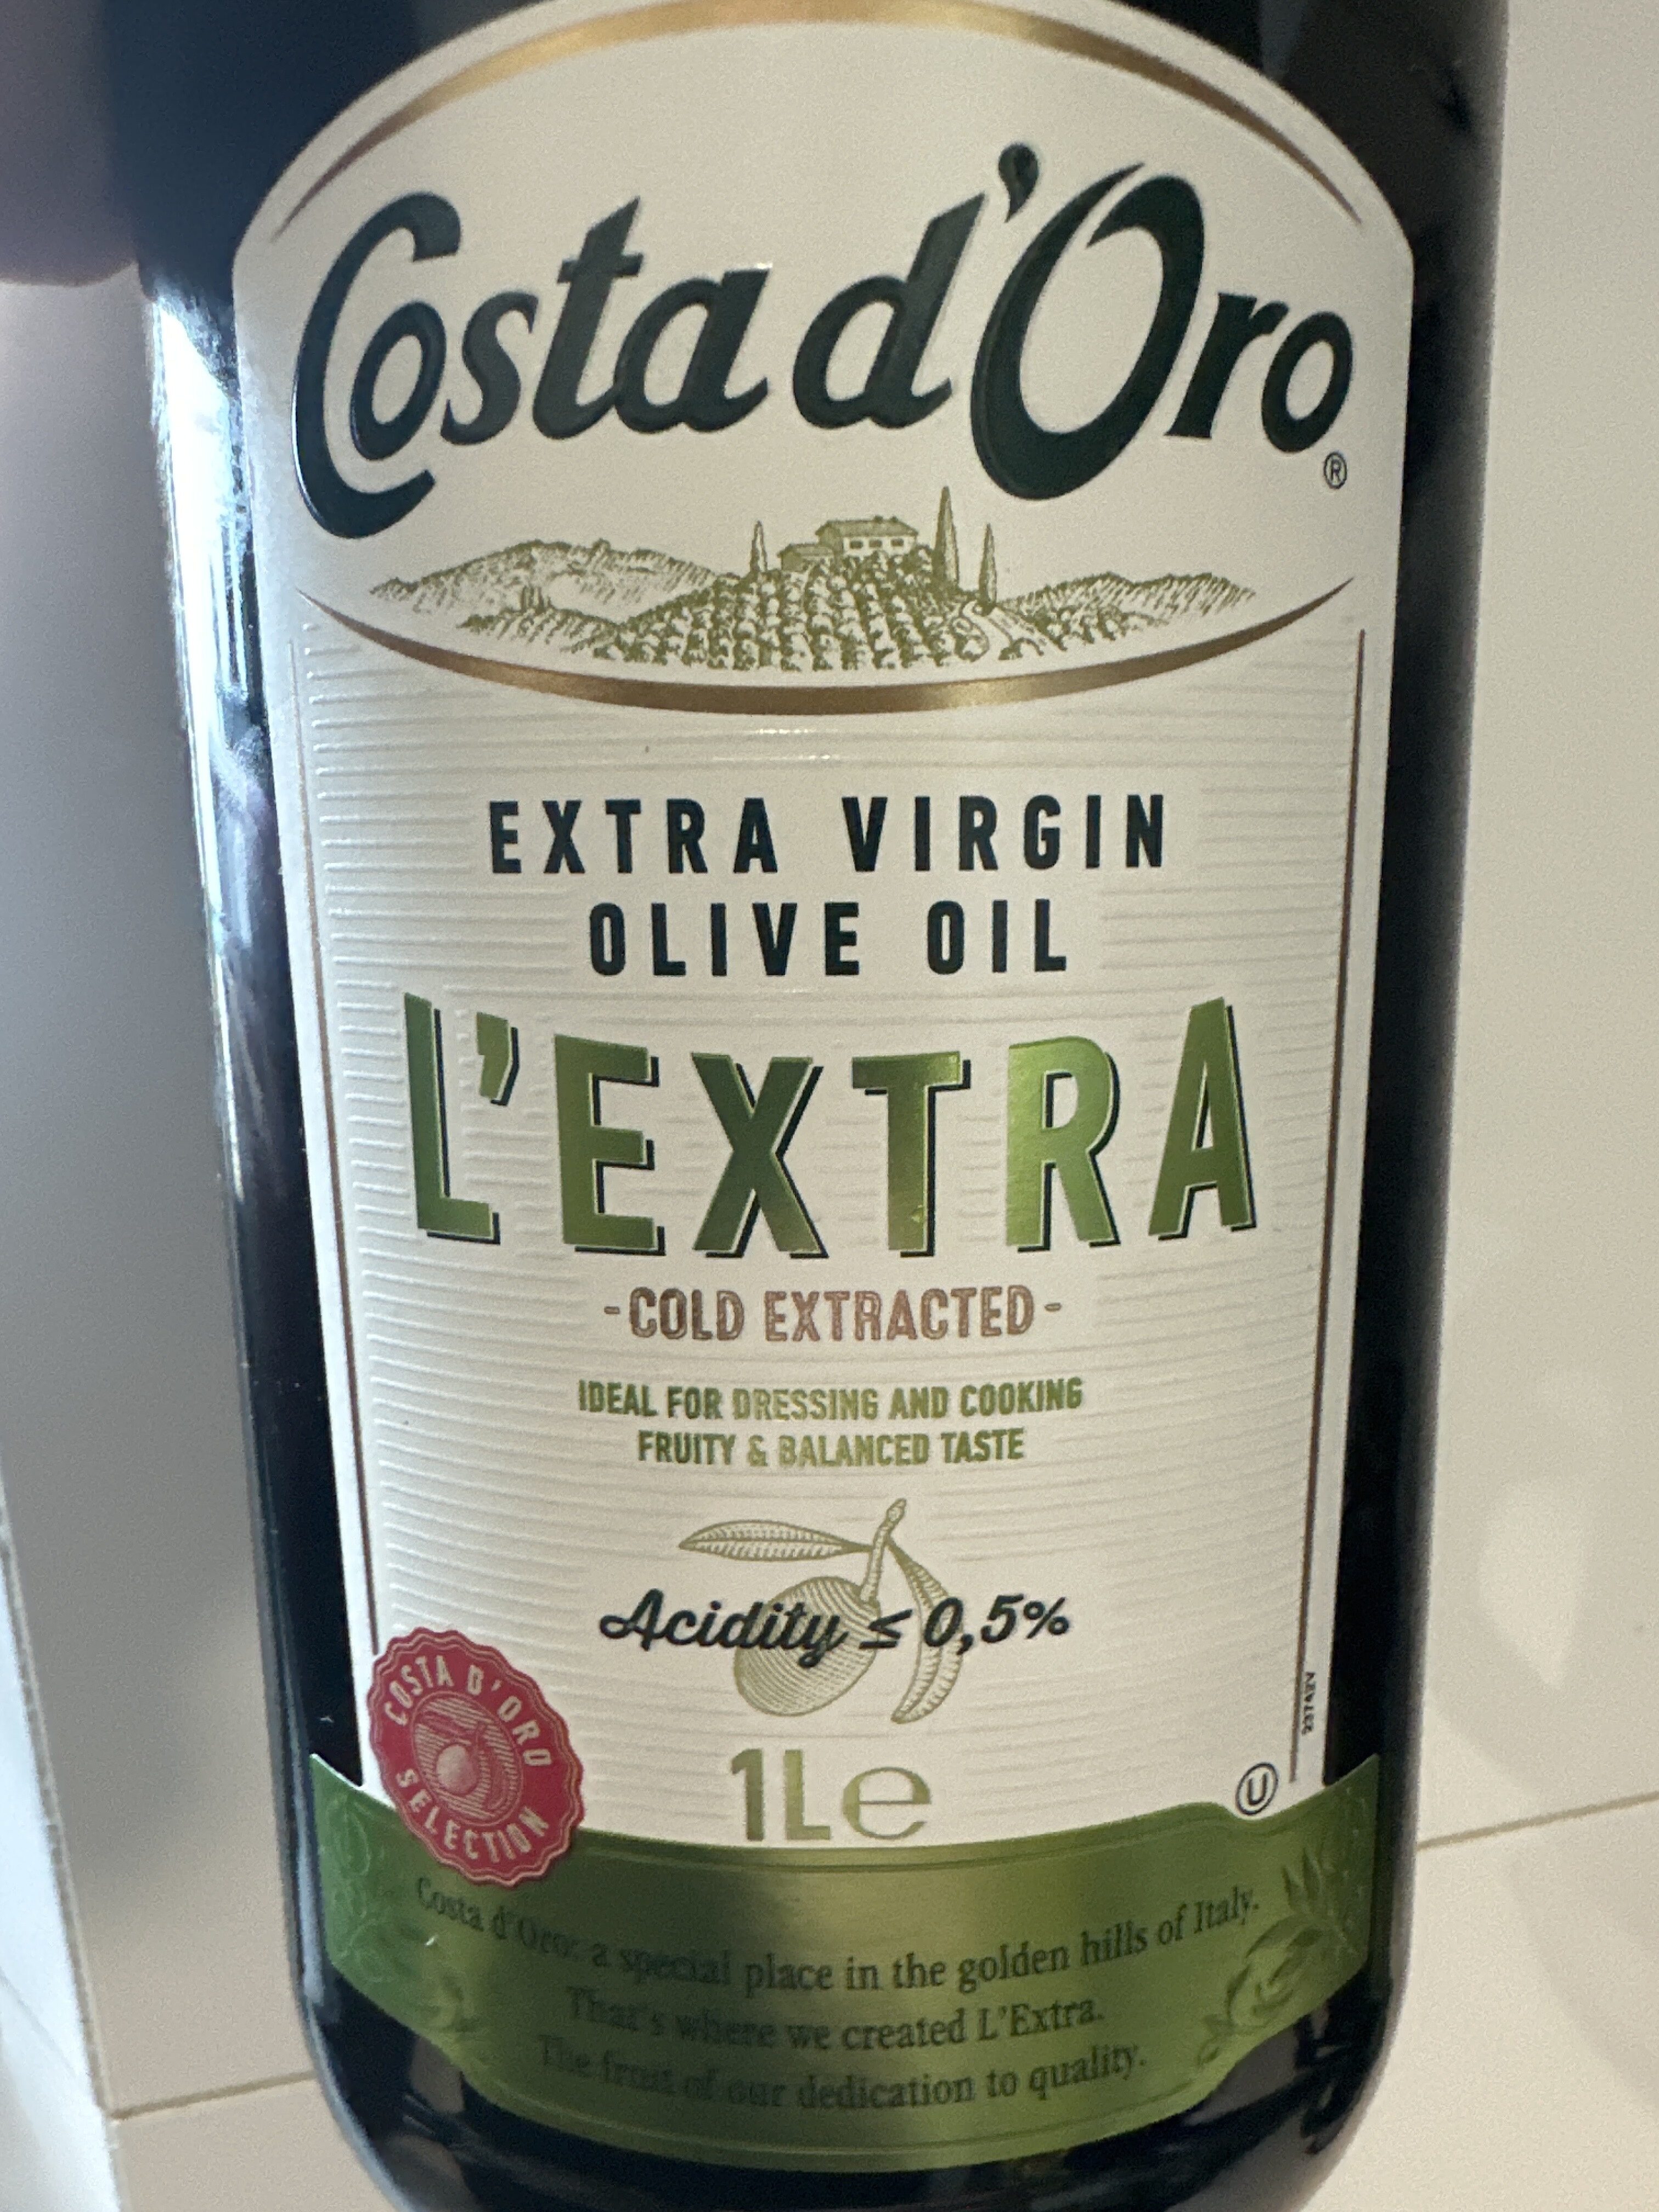 Costa d'Oro®
EXTRA VIRGIN
OLIVE OIL
L'EXTRA
-COLD EXTRACTED-
IDEAL FOR DRESSING AND COOKING
FRUITY & BALANCED TASTE
Acidity ≤ 0,5%
COSTA D'ORO
SELECTION
1L℮
23742V
U
Costa d'Oro: a special place in the golden hills of Italy.
That's where we created L'Extra.
The fruit of our dedication to quality.